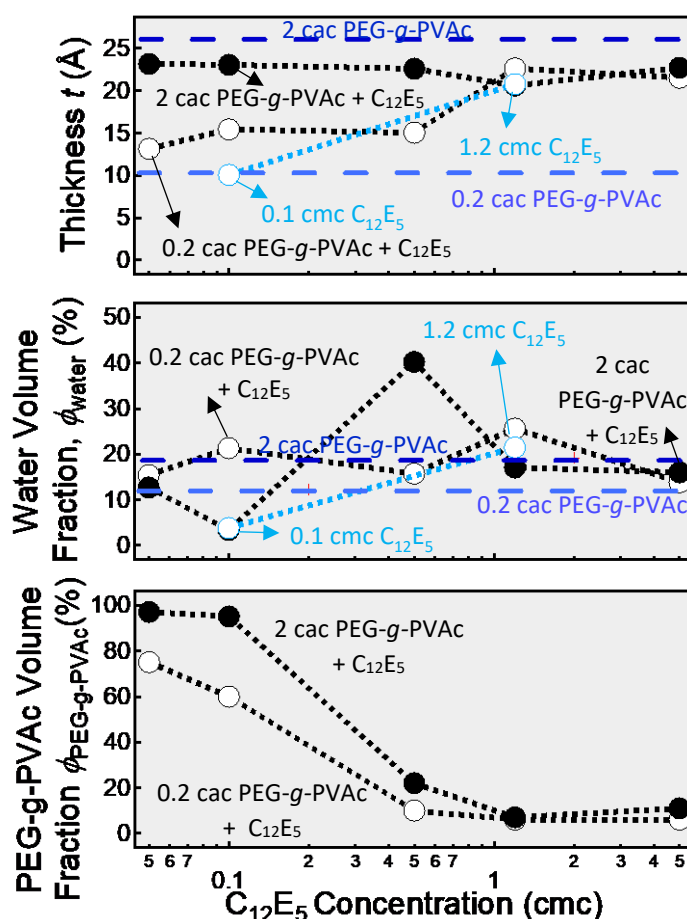 Thickness t (Å)
25
20
15
10
5
0
2 cac PEG-g-PVAc
2 cac PEG-g-PVAc + C₁₂E₅
1.2 cmc C₁₂E₅
0.1 cmc C₁₂E₅
0.2 cac PEG-g-PVAc
0.2 cac PEG-g-PVAc + C₁₂E₅
Water Volume
Fraction, ϕwater (%)
50
40
30
20
10
0
1.2 cmc C₁₂E₅
0.2 cac PEG-g-PVAc
+ C₁₂E₅
2 cac
PEG-g-PVAc
+ C₁₂E₅
2 cac PEG-g-PVAc
0.2 cac PEG-g-PVAc
0.1 cmc C₁₂E₅
PEG-g-PVAc Volume
Fraction ϕPEG-g-PVAc(%)
100
80
60
40
20
0
2 cac PEG-g-PVAc
+ C₁₂E₅
0.2 cac PEG-g-PVAc
+ C₁₂E₅
5 6 7 2 3 4 5 6 7 2 3 4 5
0.1 1
C₁₂E₅ Concentration (cmc)